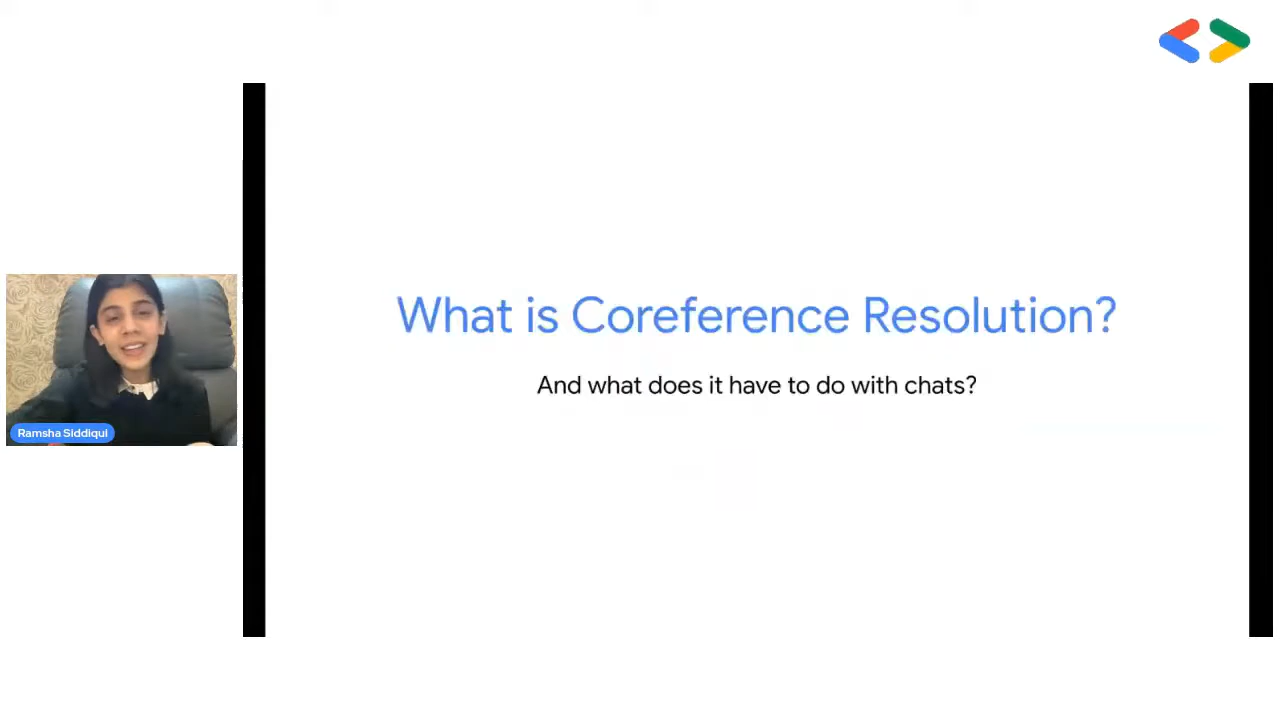 What is Coreference Resolution?
And what does it have to do with chats?
Ramsha Siddiqui